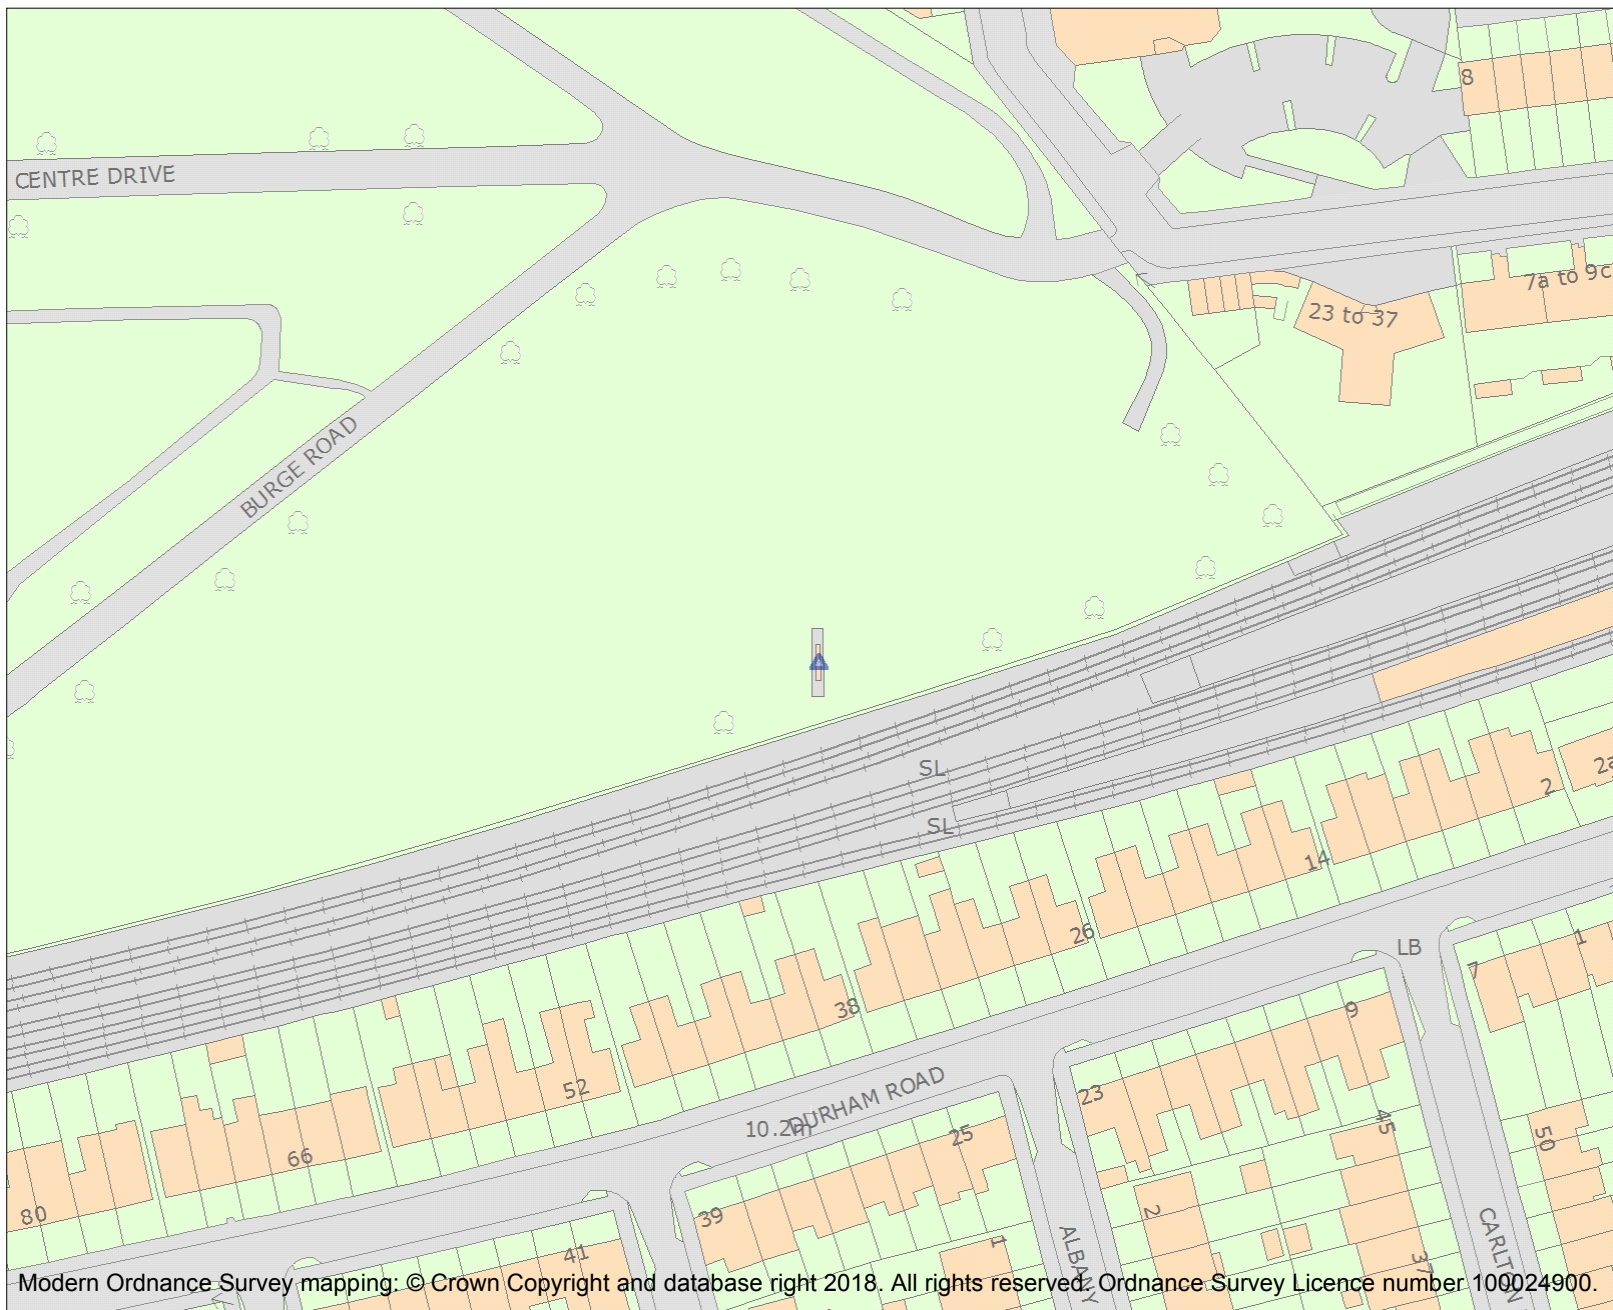 8
CENTRE DRIVE
7a to 9c
23 to 37
BURGE ROAD
SL
2a
2
SL
14
26
1
LB
7
38
9
DURHAM ROAD
52
23
10.2m
45
25
50
66
80
39
2
1
41
ALBANY
CARLTON
37
Modern Ordnance Survey mapping: © Crown Copyright and database right 2018. All rights reserved. Ordnance Survey Licence number 100024900.